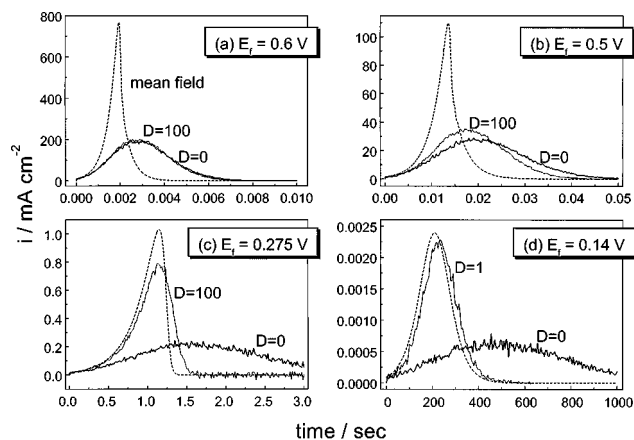 800
600
400
200
0
(a) E_f = 0.6 V
mean field
D=100
D=0
0.000 0.002 0.004 0.006 0.008 0.010
100
80
60
40
20
0
(b) E_f = 0.5 V
D=100
D=0
0.00 0.01 0.02 0.03 0.04 0.05
i / mA cm⁻²
1.0
0.8
0.6
0.4
0.2
0.0
(c) E_f = 0.275 V
D=100
D=0
0.0 0.5 1.0 1.5 2.0 2.5 3.0
0.0025
0.0020
0.0015
0.0010
0.0005
0.0000
(d) E_f = 0.14 V
D=1
D=0
0 200 400 600 800 1000
time / sec